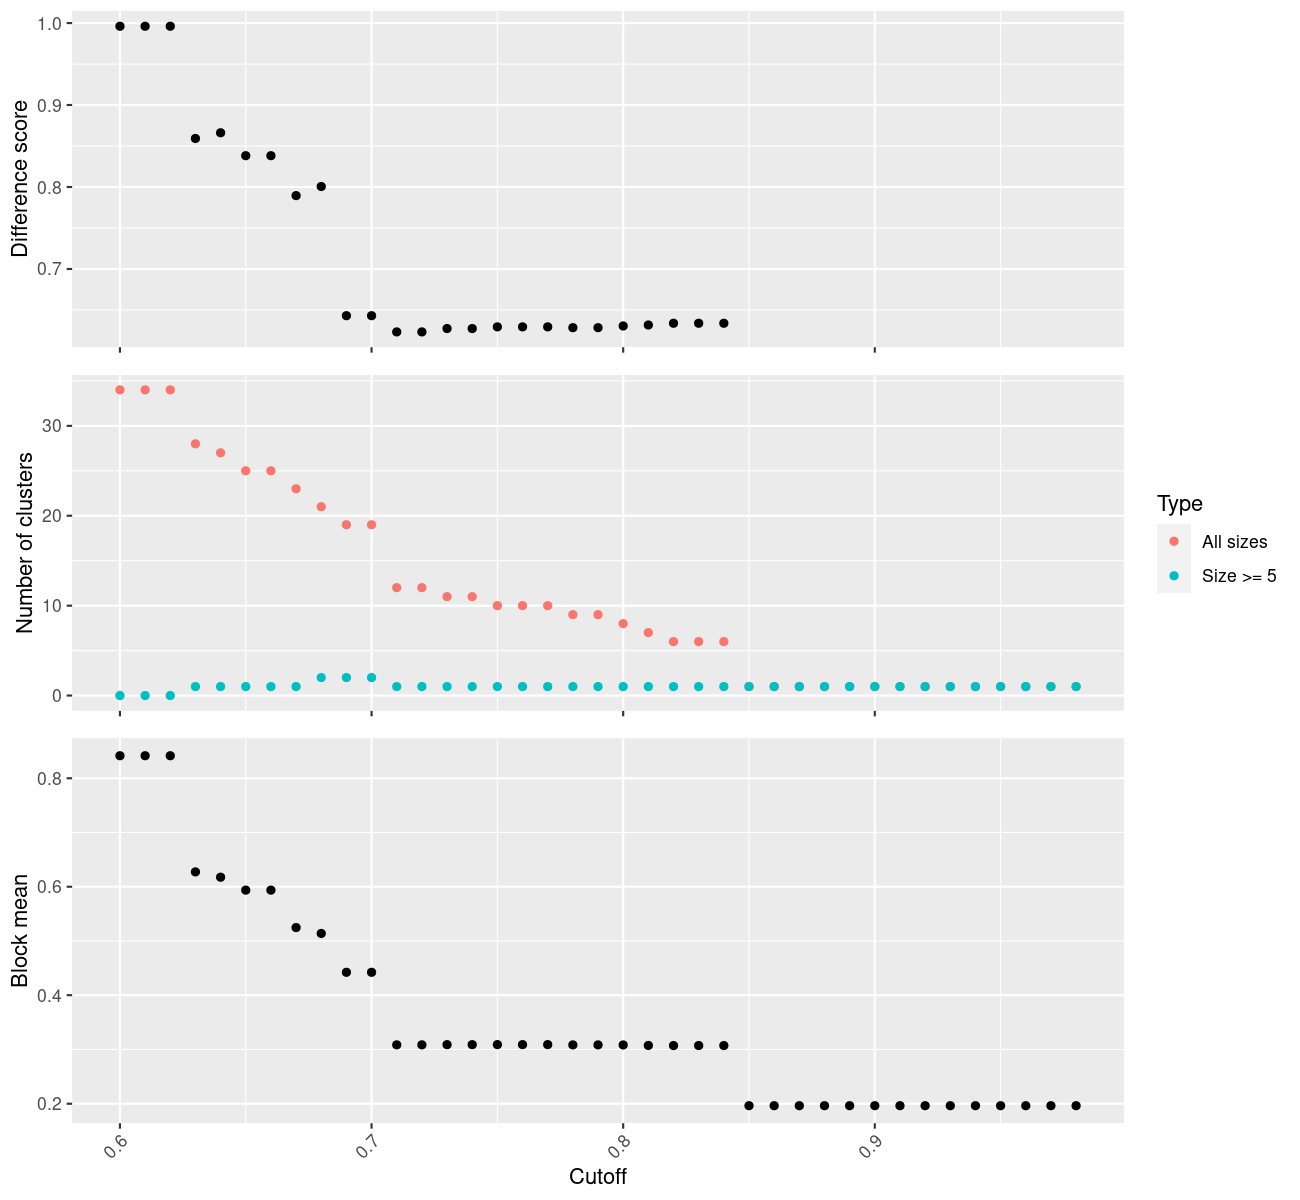 Difference score
1.0
0.9
0.8
0.7
Number of clusters
30
20
10
0
Type
All sizes
Size >= 5
Block mean
0.8
0.6
0.4
0.2
0.6
0.7
0.8
0.9
Cutoff